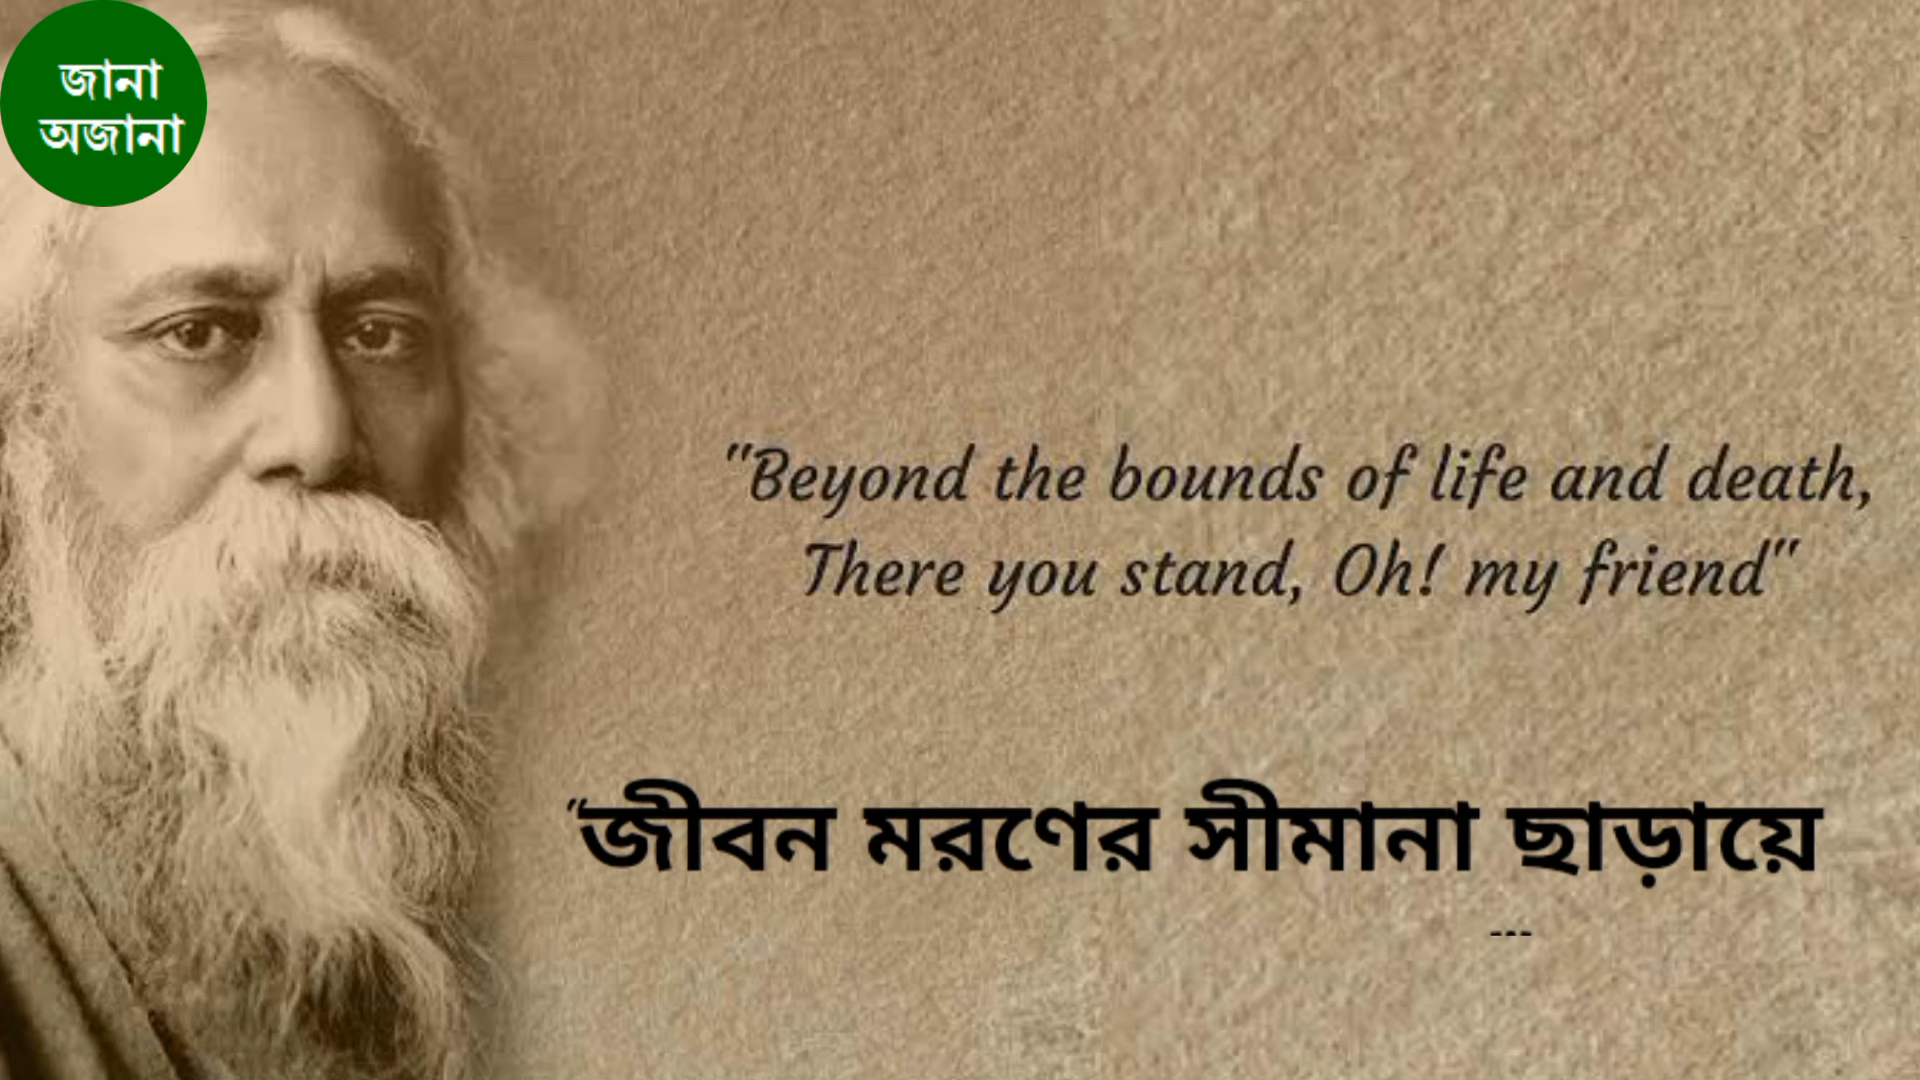 জানা
অজানা
"Beyond the bounds of life and death,
There you stand, Oh! my friend"
"জীবন মরণের সীমানা ছাড়ায়ে
---